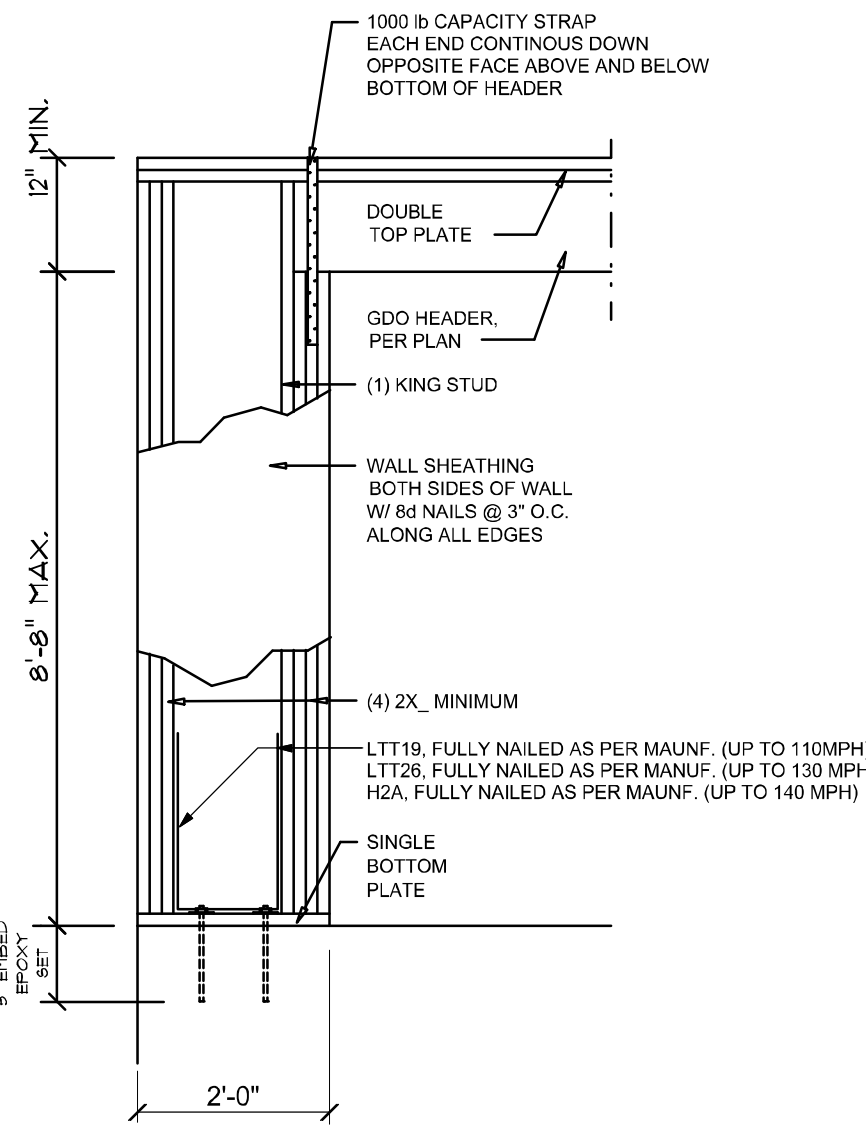 1000 lb CAPACITY STRAP
EACH END CONTINOUS DOWN
OPPOSITE FACE ABOVE AND BELOW
BOTTOM OF HEADER
12" MIN.
DOUBLE
TOP PLATE
GDO HEADER,
PER PLAN
(1) KING STUD
WALL SHEATHING
BOTH SIDES OF WALL
W/ 8d NAILS @ 3" O.C.
ALONG ALL EDGES
8'-8" MAX.
(4) 2X_ MINIMUM
LTT19, FULLY NAILED AS PER MAUNF. (UP TO 110MPH)
LTT26, FULLY NAILED AS PER MANUF. (UP TO 130 MPH
H2A, FULLY NAILED AS PER MAUNF. (UP TO 140 MPH)
SINGLE
BOTTOM
PLATE
EMBED
EPOXY
SET
2'-0"